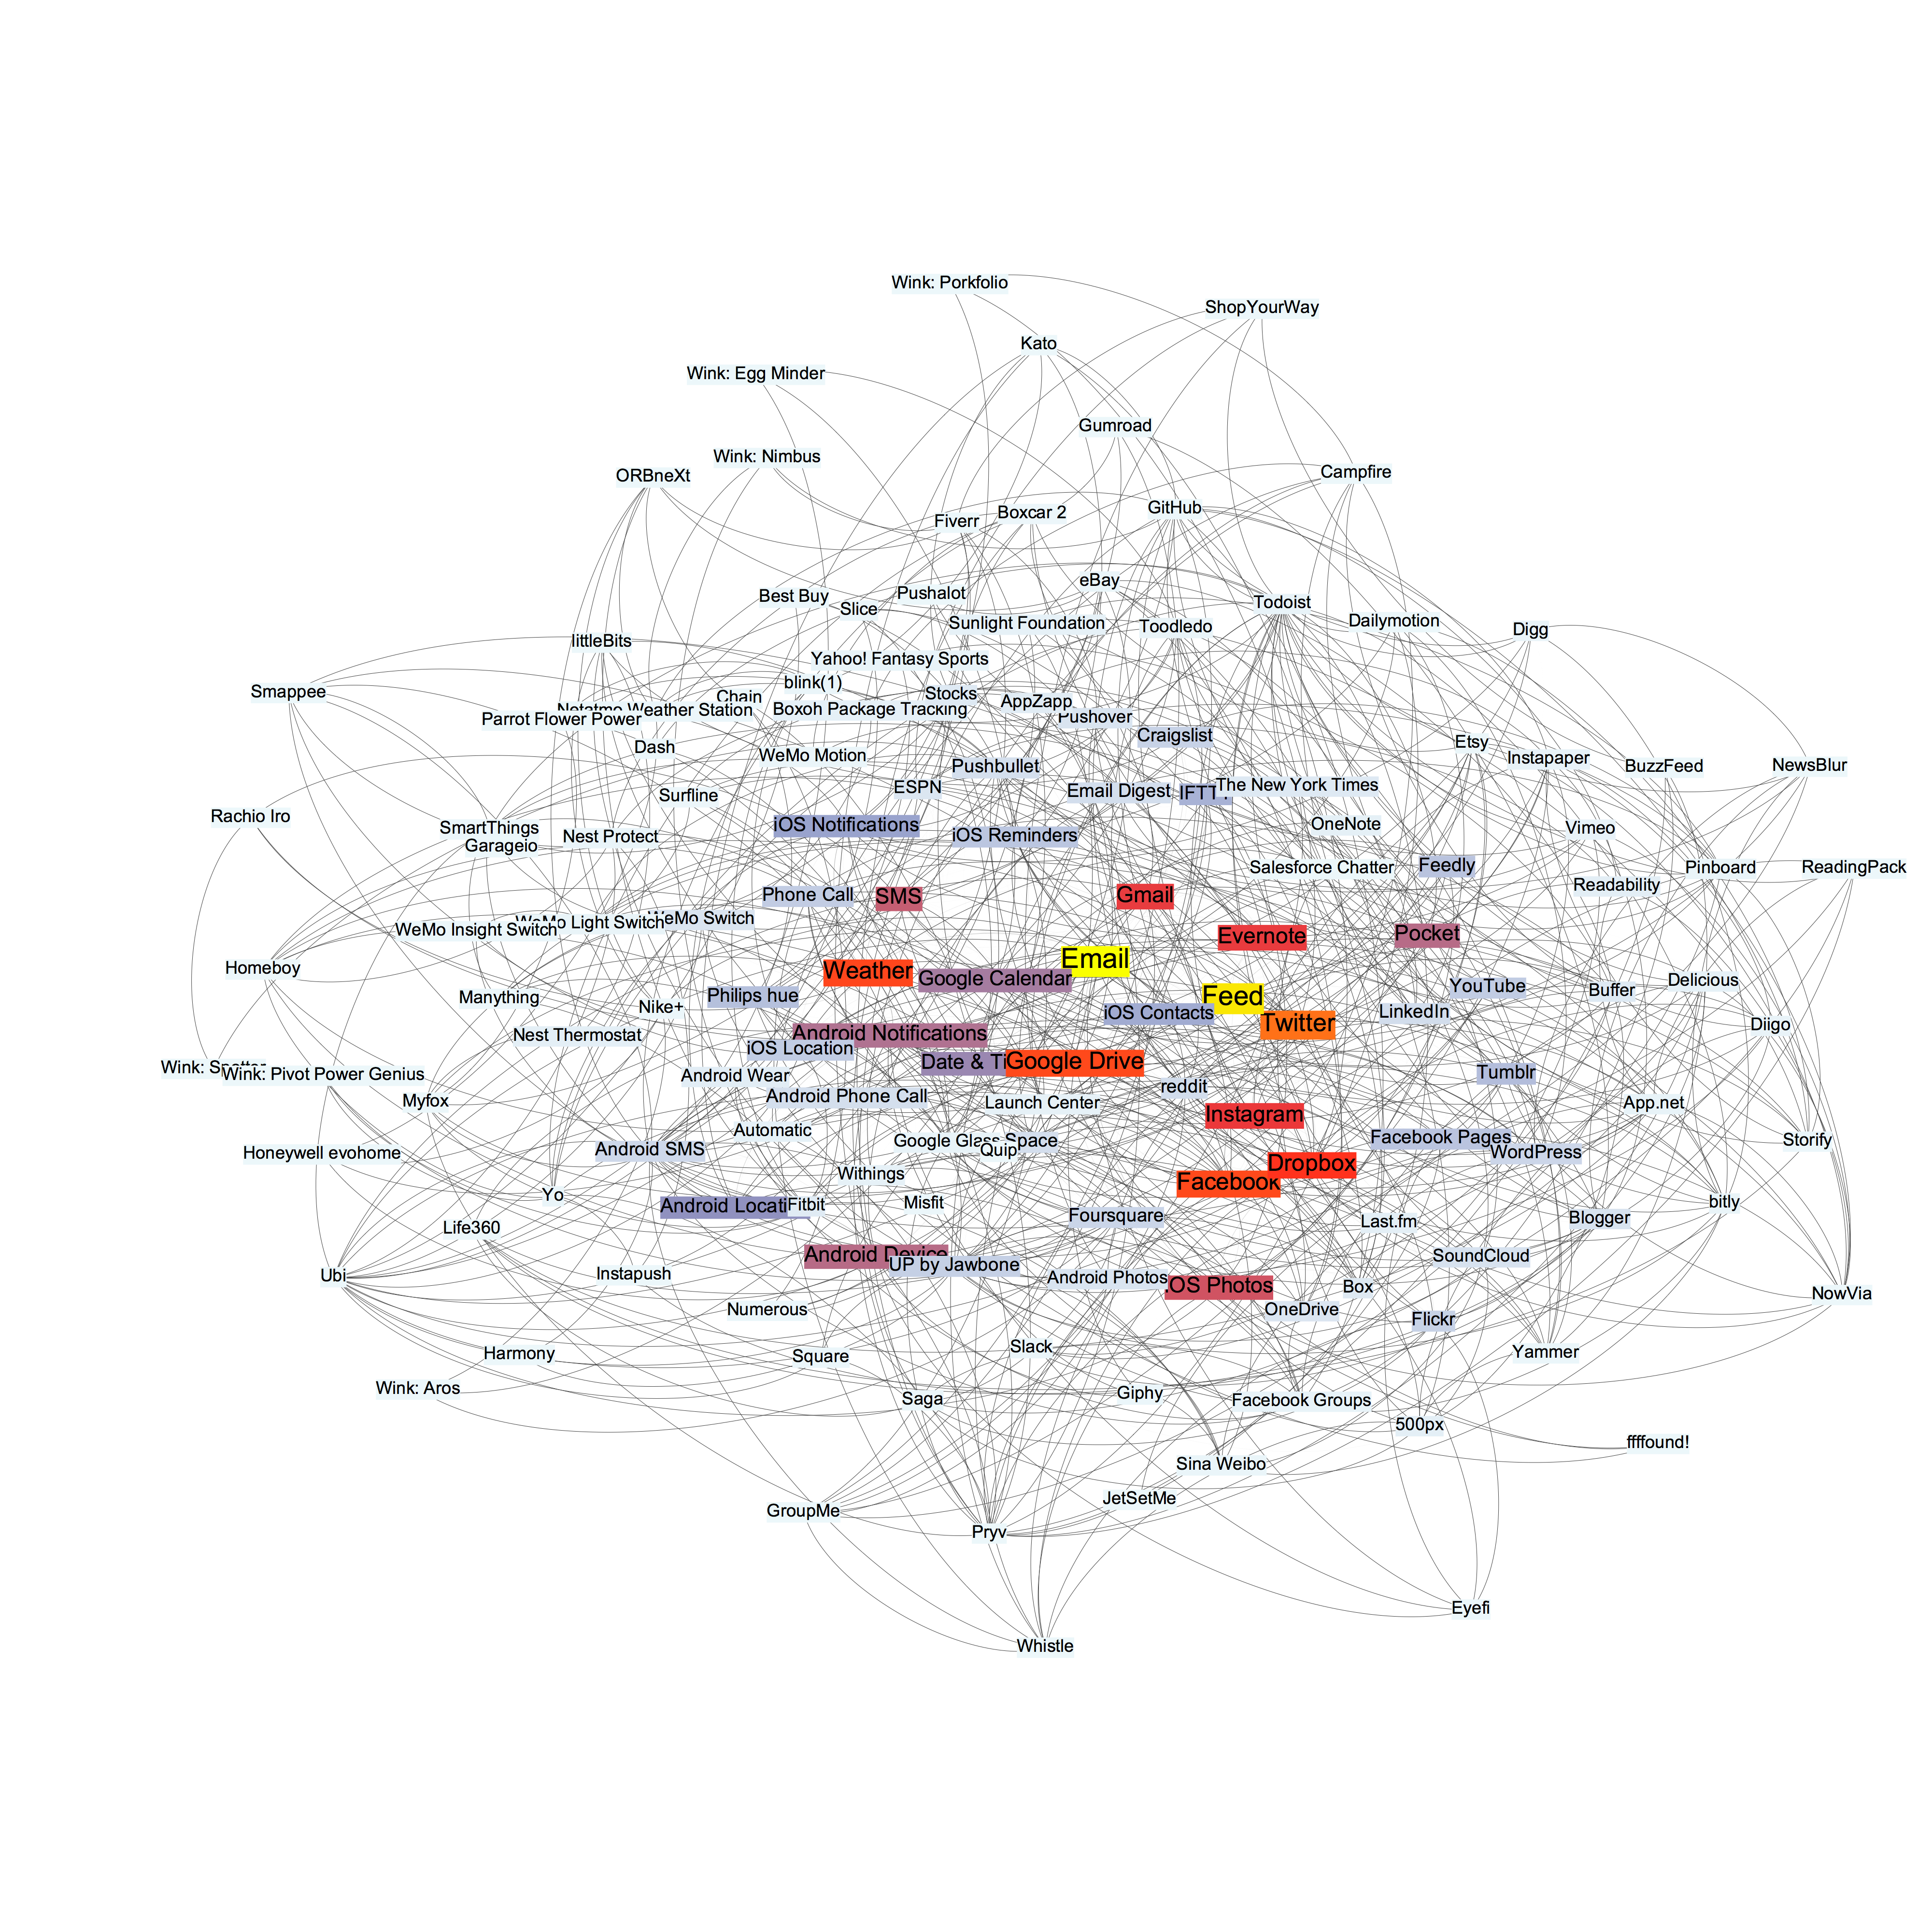 Wink: Porkfolio
ShopYourWay
Kato
Wink: Egg Minder
Gumroad
Wink: Nimbus
Campfire
ORBneXt
GitHub
Boxcar 2
Fiverr
eBay
Pushalot
Best Buy
Todoist
Slice
Sunlight Foundation
Dailymotion
Toodledo
Digg
littleBits
Yahoo! Fantasy Sports
blink(1)
Smappee
Stocks
Chain
AppZapp
Weather Station
Boxoh Package Tracking
Pushover
Parrot Flower Power
Craigslist
Etsy
Dash
WeMo Motion
Instapaper
Pushbullet
BuzzFeed
NewsBlur
The New York Times
ESPN
Email Digest
IFTT
Surfline
Rachio Iro
iOS Notifications
OneNote
SmartThings
Vimeo
iOS Reminders
Nest Protect
Garageio
Feedly
Salesforce Chatter
Pinboard
ReadingPack
Readability
Phone Call
SMS
Gmail
WeMo Switch
Light Switch
WeMo Insight Switch
Pocket
Evernote
Email
Homeboy
Weather
Google Calendar
Delicious
YouTube
Buffer
Philips hue
Manything
Feed
Nike+
LinkedIn
iOS Contacts
Twitter
Diigo
Android Notifications
Nest Thermostat
iOS Location
Date & Ti
Google Drive
Wink:
Wink: Pivot Power Genius
Tumblr
Android Wear
reddit
Android Phone Call
Myfox
Launch Center
App.net
Instagram
Automatic
Facebook Pages
Storify
Google Glass
Space
Android SMS
Quip
Honeywell evohome
WordPress
Dropbox
Withings
Facebook
Yo
bitly
Misfit
Fitbit
Android Locati
Foursquare
Blogger
Last.fm
Life360
Android Device
SoundCloud
UP by Jawbone
Instapush
Ubi
Android Photos
OS Photos
Box
NowVia
Numerous
OneDrive
Flickr
Slack
Yammer
Harmony
Square
Wink: Aros
Giphy
Saga
Facebook Groups
500px
ffffound!
Sina Weibo
JetSetMe
GroupMe
Pryv
Eyefi
Whistle